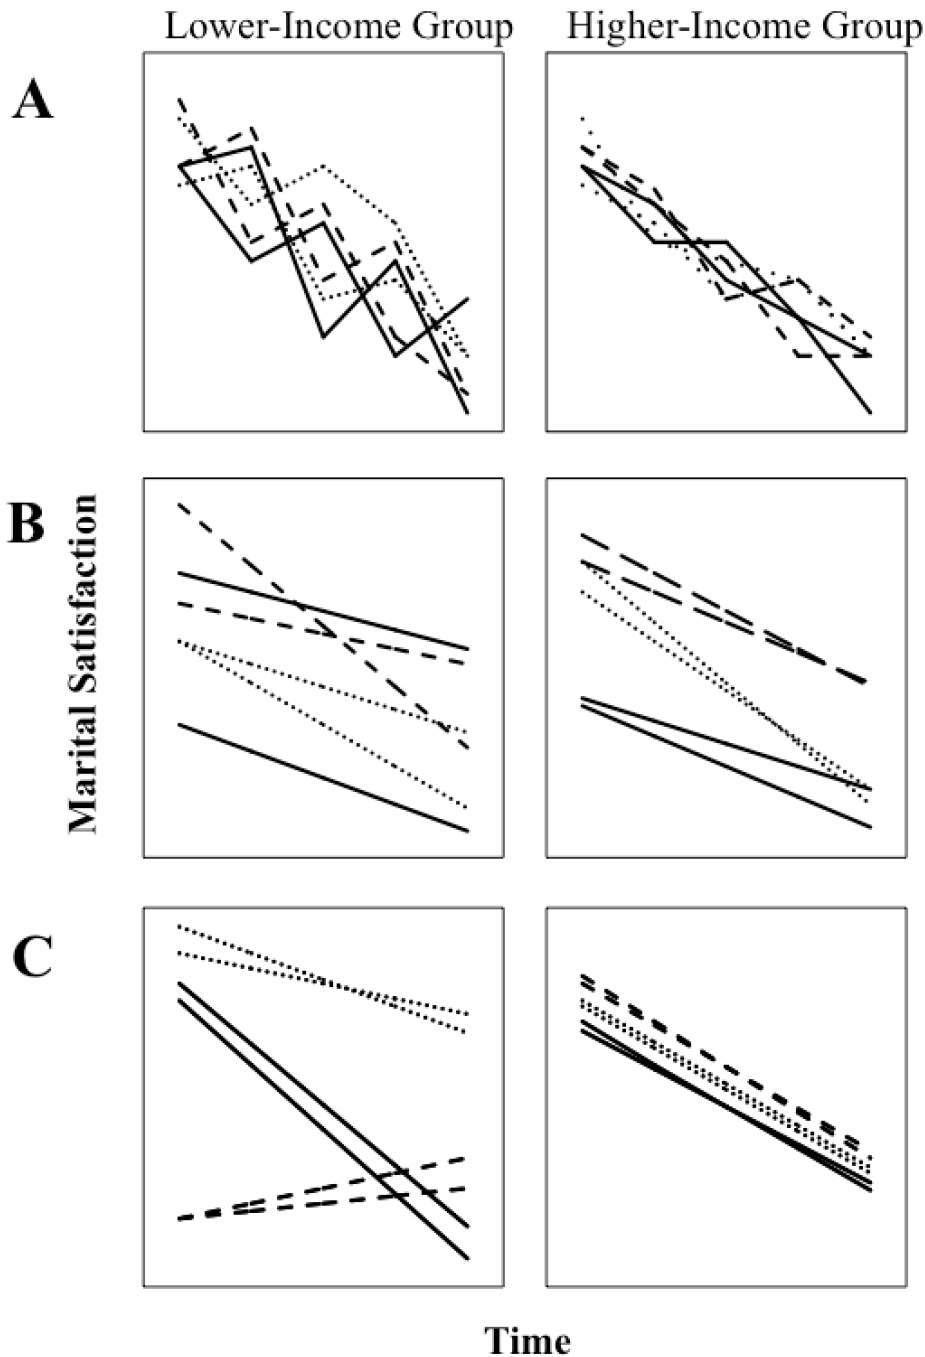 Lower-Income Group
Higher-Income Group
A
B
Marital Satisfaction
C
Time